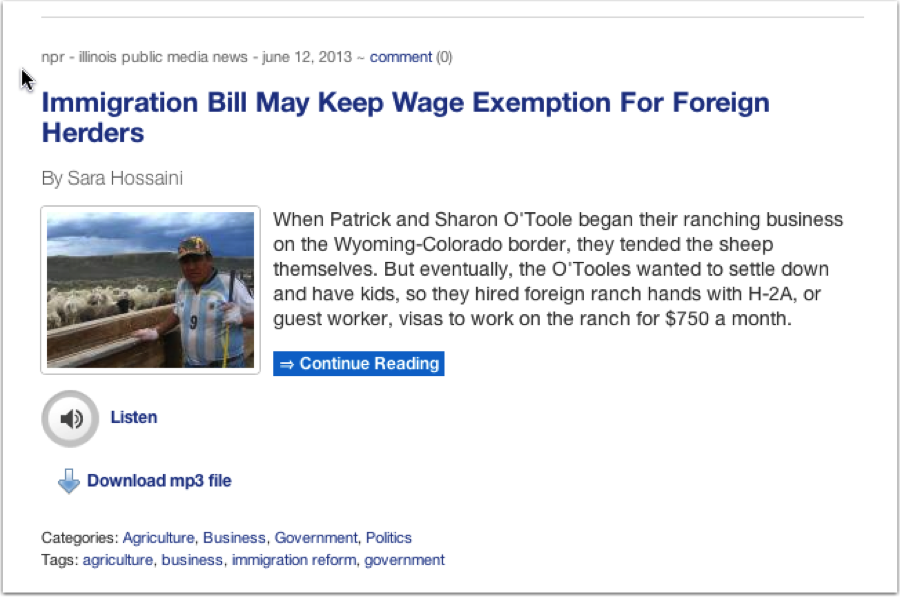 npr - illinois public media news - june 12, 2013 ~ comment (0)
Immigration Bill May Keep Wage Exemption For Foreign
Herders
By Sara Hossaini
When Patrick and Sharon O'Toole began their ranching business
on the Wyoming-Colorado border, they tended the sheep
themselves. But eventually, the O'Tooles wanted to settle down
and have kids, so they hired foreign ranch hands with H-2A, or
guest worker, visas to work on the ranch for $750 a month.
⇒ Continue Reading
9
Listen
Download mp3 file
Categories: Agriculture, Business, Government, Politics
Tags: agriculture, business, immigration reform, government